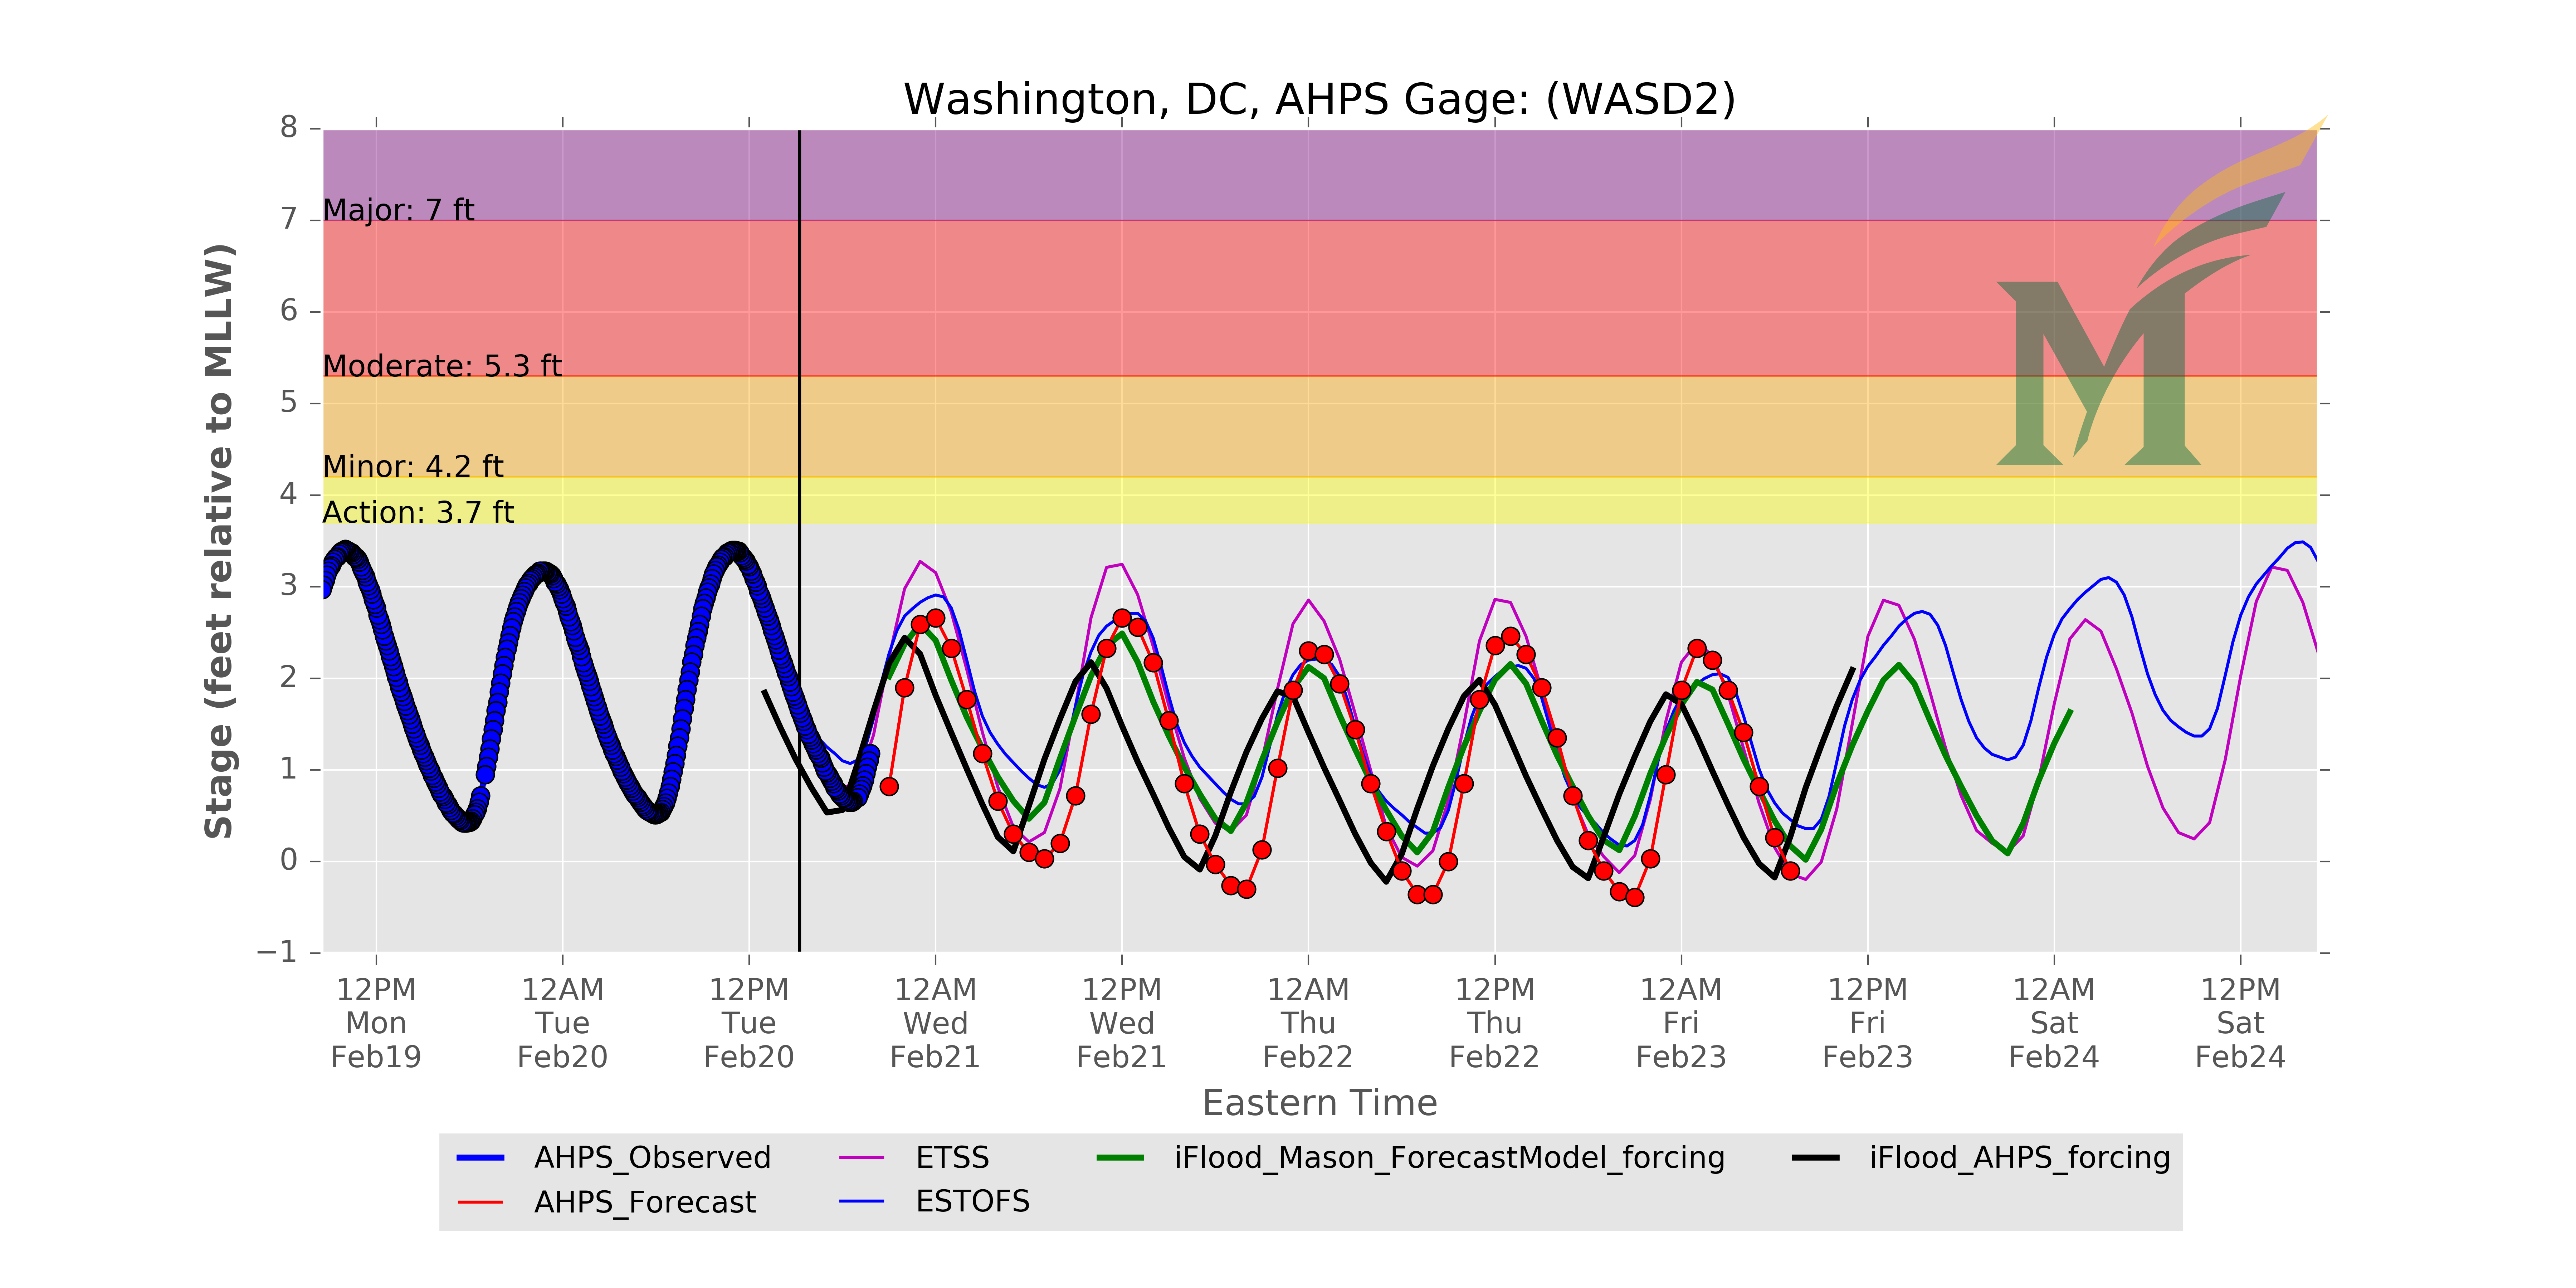 Washington, DC, AHPS Gage: (WASD2)
8
Major: 7 ft
7
6
Moderate: 5.3 ft
5
Minor: 4.2 ft
4
Action: 3.7 ft
3
2
1
0
−1
Stage (feet relative to MLLW)
12PM 12AM 12PM 12AM 12PM 12AM 12PM 12AM 12PM 12AM 12PM
Mon Tue Tue Wed Wed Thu Thu Fri Fri Sat Sat
Feb19 Feb20 Feb20 Feb21 Feb21 Feb22 Feb22 Feb23 Feb23 Feb24 Feb24
Eastern Time
AHPS_Observed ETSS iFlood_Mason_ForecastModel_forcing iFlood_AHPS_forcing
AHPS_Forecast ESTOFS
M